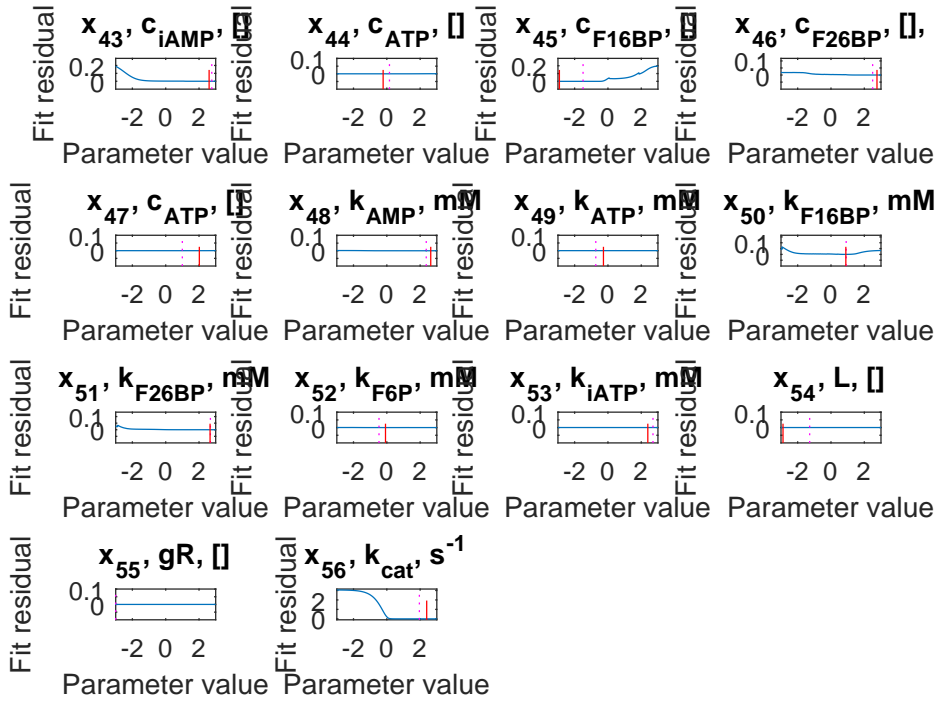 x43, ciAMP, []
x44, cATP, []
x45, cF16BP, []
x46, cF26BP, [],
Fit residual
0.2
0
-2 0 2
Parameter value
Fit residual
0.1
0
-2 0 2
Parameter value
Fit residual
0.2
0
-2 0 2
Parameter value
Fit residual
0.1
0
-2 0 2
Parameter value
x47, cATP, []
x48, kAMP, mM
x49, kATP, mM
x50, kF16BP, mM
Fit residual
0.1
0
-2 0 2
Parameter value
Fit residual
0.1
0
-2 0 2
Parameter value
Fit residual
0.1
0
-2 0 2
Parameter value
Fit residual
0.1
0
-2 0 2
Parameter value
x51, kF26BP, mM
x52, kF6P, mM
x53, kiATP, mM
x54, L, []
Fit residual
0.1
0
-2 0 2
Parameter value
Fit residual
0.1
0
-2 0 2
Parameter value
Fit residual
0.1
0
-2 0 2
Parameter value
Fit residual
0.1
0
-2 0 2
Parameter value
x55, gR, []
x56, kcat, s-1
Fit residual
0.1
0
-2 0 2
Parameter value
Fit residual
2
0
-2 0 2
Parameter value